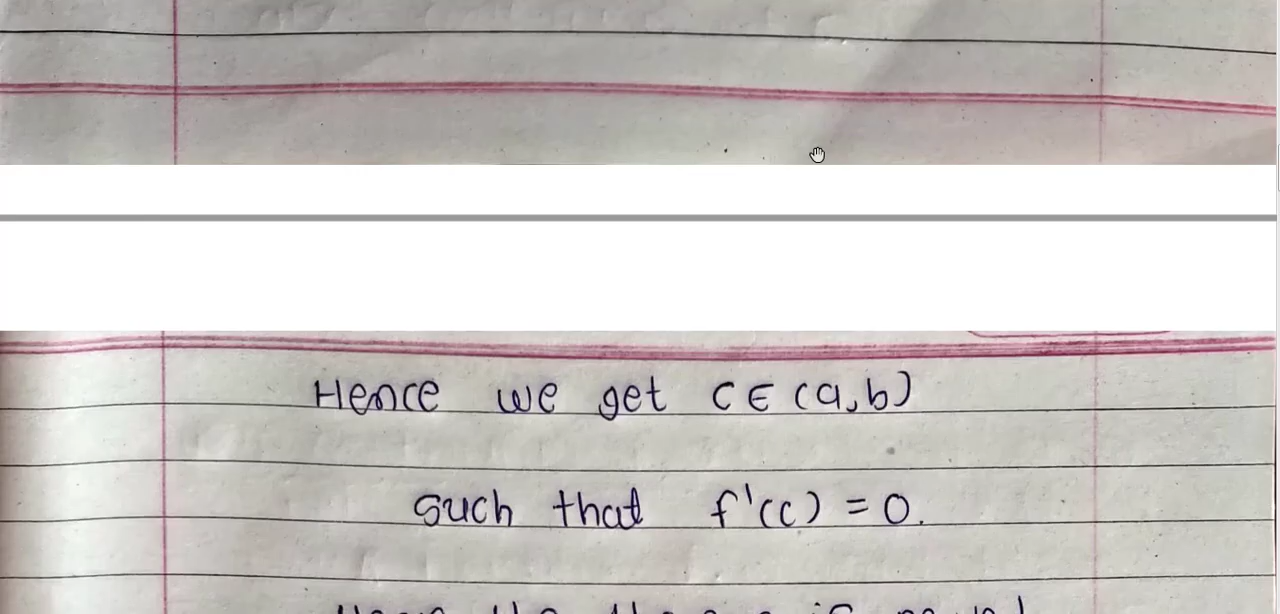 Hence we get C ∈ (a,b)
such that f'(c) = 0.